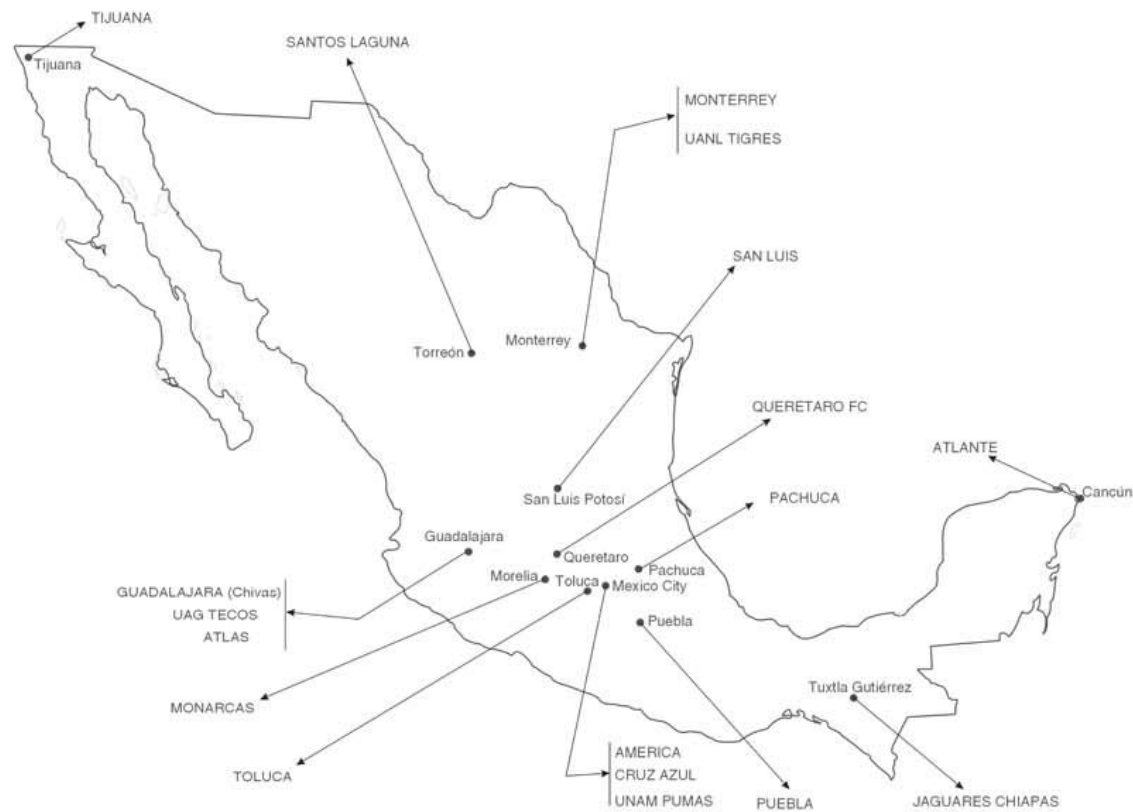 TIJUANA
Tijuana
SANTOS LAGUNA
MONTERREY
UANL TIGRES
SAN LUIS
Torreón
Monterrey
QUERETARO FC
ATLANTE
Cancún
San Luis Potosí
PACHUCA
Guadalajara
Queretaro
Pachuca
Morelia
Toluca
Mexico City
GUADALAJARA (Chivas)
UAG TECOS
ATLAS
Puebla
Tuxtla Gutiérrez
MONARCAS
TOLUCA
AMERICA
CRUZ AZUL
UNAM PUMAS
PUEBLA
JAGUARES CHIAPAS